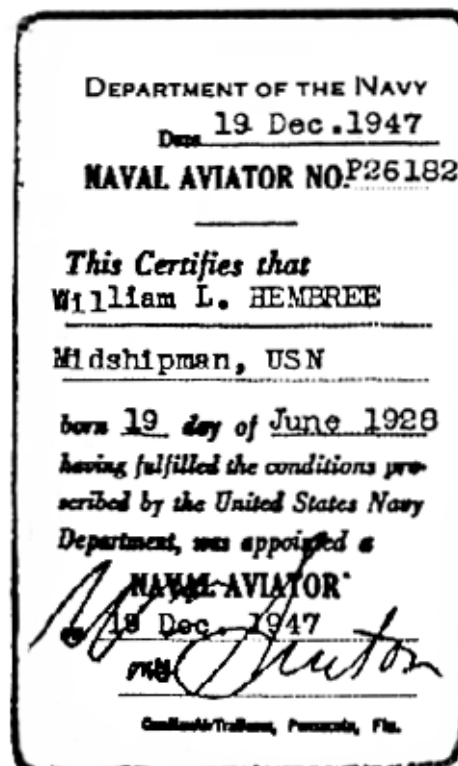 DEPARTMENT OF THE NAVY
Date 19 Dec. 1947
NAVAL AVIATOR NO. P26182
This Certifies that
William L. HEMBREE
Midshipman, USN
born 19 day of June 1928
having fulfilled the conditions pre-
scribed by the United States Navy
Department, was appointed a
NAVAL AVIATOR
on 19 Dec. 1947
Pensacola, Fla.